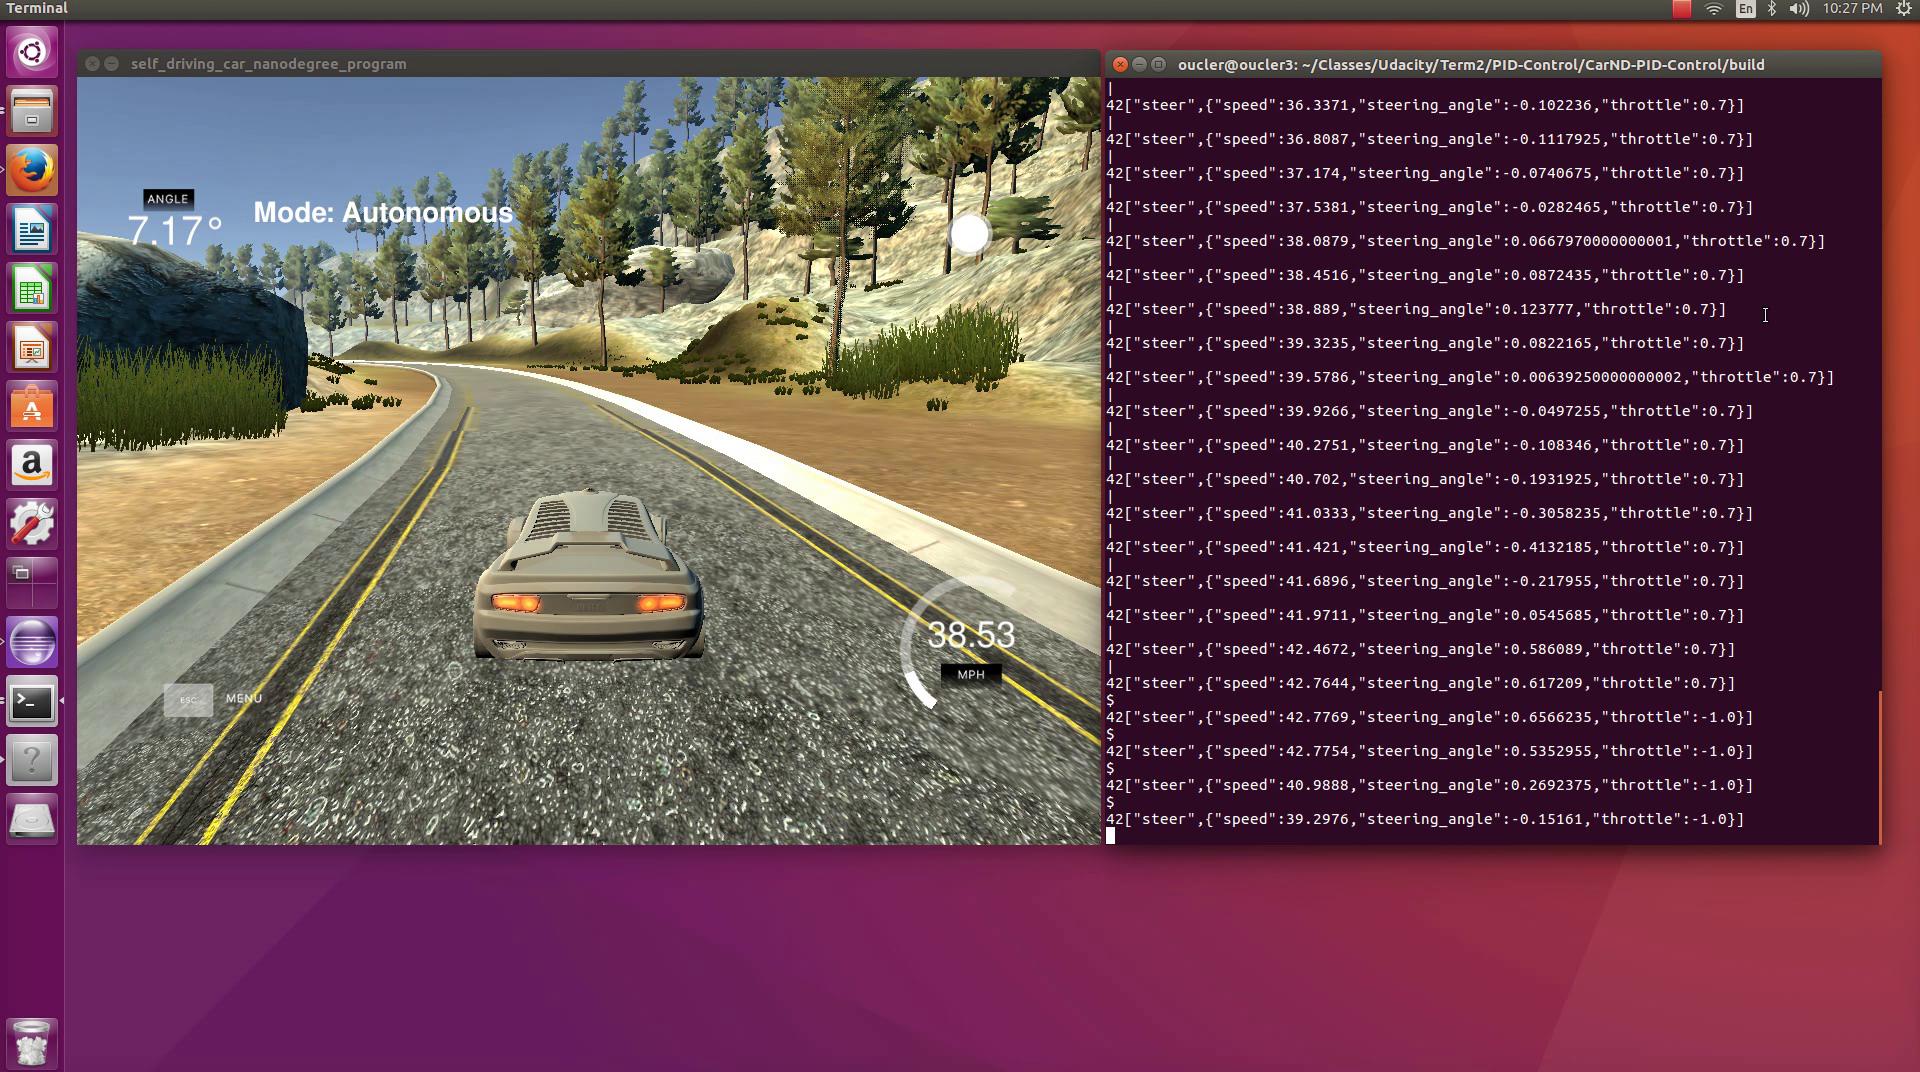 Terminal
En
10:27 PM
self_driving_car_nanodegree_program
ANGLE
7.17°
Mode: Autonomous
38.53
MPH
ESC
MENU
oucler@oucler3: ~/Classes/Udacity/Term2/PID-Control/CarND-PID-Control/build
|
42["steer",{"speed":36.3371,"steering_angle":-0.102236,"throttle":0.7}]
|
42["steer",{"speed":36.8087,"steering_angle":-0.1117925,"throttle":0.7}]
|
42["steer",{"speed":37.174,"steering_angle":-0.0740675,"throttle":0.7}]
|
42["steer",{"speed":37.5381,"steering_angle":-0.0282465,"throttle":0.7}]
|
42["steer",{"speed":38.0879,"steering_angle":0.0667970000000001,"throttle":0.7}]
|
42["steer",{"speed":38.4516,"steering_angle":0.0872435,"throttle":0.7}]
|
42["steer",{"speed":38.889,"steering_angle":0.123777,"throttle":0.7}]
|
42["steer",{"speed":39.3235,"steering_angle":0.0822165,"throttle":0.7}]
|
42["steer",{"speed":39.5786,"steering_angle":0.00639250000000002,"throttle":0.7}]
|
42["steer",{"speed":39.9266,"steering_angle":-0.0497255,"throttle":0.7}]
|
42["steer",{"speed":40.2751,"steering_angle":-0.108346,"throttle":0.7}]
|
42["steer",{"speed":40.702,"steering_angle":-0.1931925,"throttle":0.7}]
|
42["steer",{"speed":41.0333,"steering_angle":-0.3058235,"throttle":0.7}]
|
42["steer",{"speed":41.421,"steering_angle":-0.4132185,"throttle":0.7}]
|
42["steer",{"speed":41.6896,"steering_angle":-0.217955,"throttle":0.7}]
|
42["steer",{"speed":41.9711,"steering_angle":0.0545685,"throttle":0.7}]
|
42["steer",{"speed":42.4672,"steering_angle":0.586089,"throttle":0.7}]
|
42["steer",{"speed":42.7644,"steering_angle":0.617209,"throttle":0.7}]
$
42["steer",{"speed":42.7769,"steering_angle":0.6566235,"throttle":-1.0}]
$
42["steer",{"speed":42.7754,"steering_angle":0.5352955,"throttle":-1.0}]
$
42["steer",{"speed":40.9888,"steering_angle":0.2692375,"throttle":-1.0}]
$
42["steer",{"speed":39.2976,"steering_angle":-0.15161,"throttle":-1.0}]